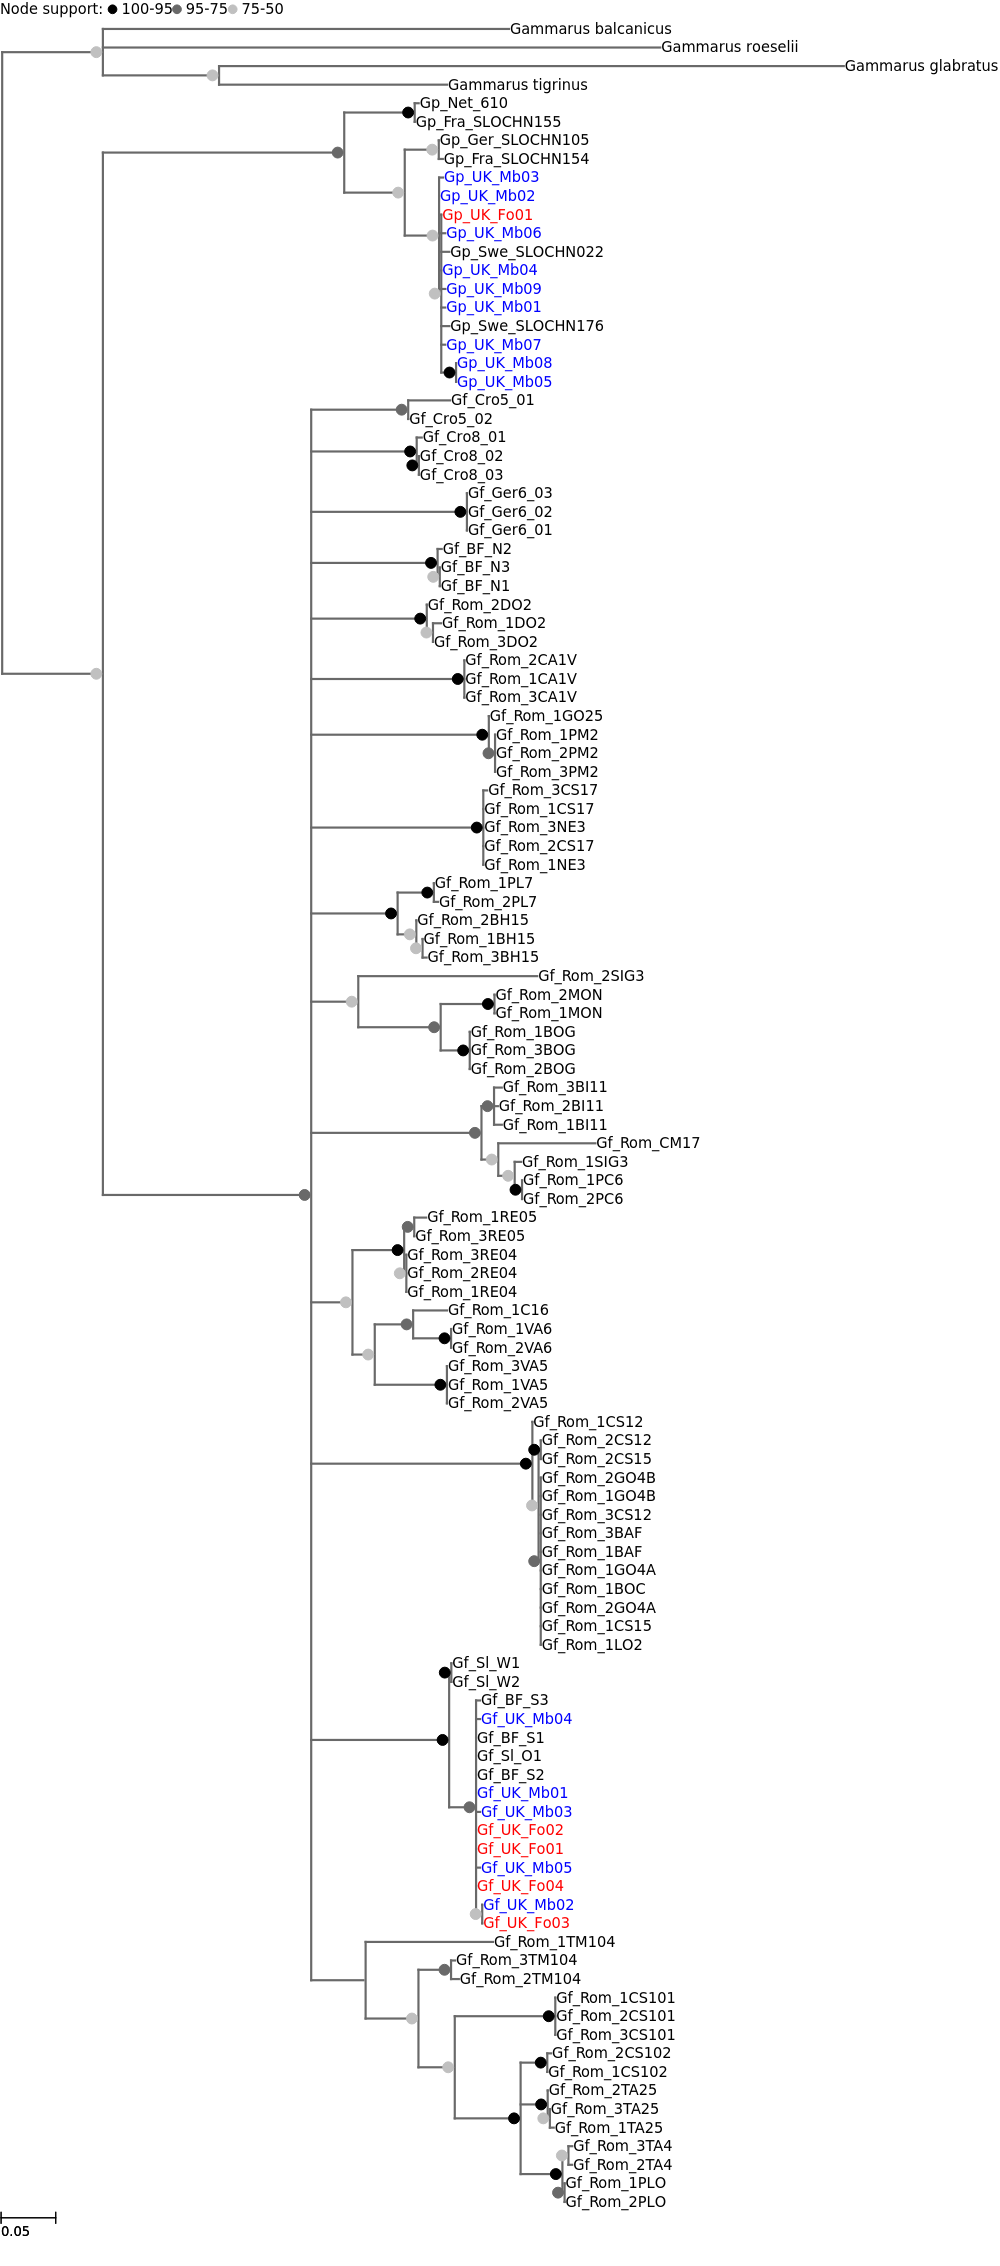 Node support: 100-95 95-75 75-50
Gammarus balcanicus
Gammarus roeselii
Gammarus glabratus
Gammarus tigrinus
Gp_Net_610
Gp_Fra_SLOCHN155
Gp_Ger_SLOCHN105
Gp_Fra_SLOCHN154
Gp_UK_Mb03
Gp_UK_Mb02
Gp_UK_Fo01
Gp_UK_Mb06
Gp_Swe_SLOCHN022
Gp_UK_Mb04
Gp_UK_Mb09
Gp_UK_Mb01
Gp_Swe_SLOCHN176
Gp_UK_Mb07
Gp_UK_Mb08
Gp_UK_Mb05
Gf_Cro5_01
Gf_Cro5_02
Gf_Cro8_01
Gf_Cro8_02
Gf_Cro8_03
Gf_Ger6_03
Gf_Ger6_02
Gf_Ger6_01
Gf_BF_N2
Gf_BF_N3
Gf_BF_N1
Gf_Rom_2DO2
Gf_Rom_1DO2
Gf_Rom_3DO2
Gf_Rom_2CA1V
Gf_Rom_1CA1V
Gf_Rom_3CA1V
Gf_Rom_1GO25
Gf_Rom_1PM2
Gf_Rom_2PM2
Gf_Rom_3PM2
Gf_Rom_3CS17
Gf_Rom_1CS17
Gf_Rom_3NE3
Gf_Rom_2CS17
Gf_Rom_1NE3
Gf_Rom_1PL7
Gf_Rom_2PL7
Gf_Rom_2BH15
Gf_Rom_1BH15
Gf_Rom_3BH15
Gf_Rom_2SIG3
Gf_Rom_2MON
Gf_Rom_1MON
Gf_Rom_1BOG
Gf_Rom_3BOG
Gf_Rom_2BOG
Gf_Rom_3BI11
Gf_Rom_2BI11
Gf_Rom_1BI11
Gf_Rom_CM17
Gf_Rom_1SIG3
Gf_Rom_1PC6
Gf_Rom_2PC6
Gf_Rom_1RE05
Gf_Rom_3RE05
Gf_Rom_3RE04
Gf_Rom_2RE04
Gf_Rom_1RE04
Gf_Rom_1C16
Gf_Rom_1VA6
Gf_Rom_2VA6
Gf_Rom_3VA5
Gf_Rom_1VA5
Gf_Rom_2VA5
Gf_Rom_1CS12
Gf_Rom_2CS12
Gf_Rom_2CS15
Gf_Rom_2GO4B
Gf_Rom_1GO4B
Gf_Rom_3CS12
Gf_Rom_3BAF
Gf_Rom_1BAF
Gf_Rom_1GO4A
Gf_Rom_1BOC
Gf_Rom_2GO4A
Gf_Rom_1CS15
Gf_Rom_1LO2
Gf_Sl_W1
Gf_Sl_W2
Gf_BF_S3
Gf_UK_Mb04
Gf_BF_S1
Gf_Sl_O1
Gf_BF_S2
Gf_UK_Mb01
Gf_UK_Mb03
Gf_UK_Fo02
Gf_UK_Fo01
Gf_UK_Mb05
Gf_UK_Fo04
Gf_UK_Mb02
Gf_UK_Fo03
Gf_Rom_1TM104
Gf_Rom_3TM104
Gf_Rom_2TM104
Gf_Rom_1CS101
Gf_Rom_2CS101
Gf_Rom_3CS101
Gf_Rom_2CS102
Gf_Rom_1CS102
Gf_Rom_2TA25
Gf_Rom_3TA25
Gf_Rom_1TA25
Gf_Rom_3TA4
Gf_Rom_2TA4
Gf_Rom_1PLO
Gf_Rom_2PLO
0.05